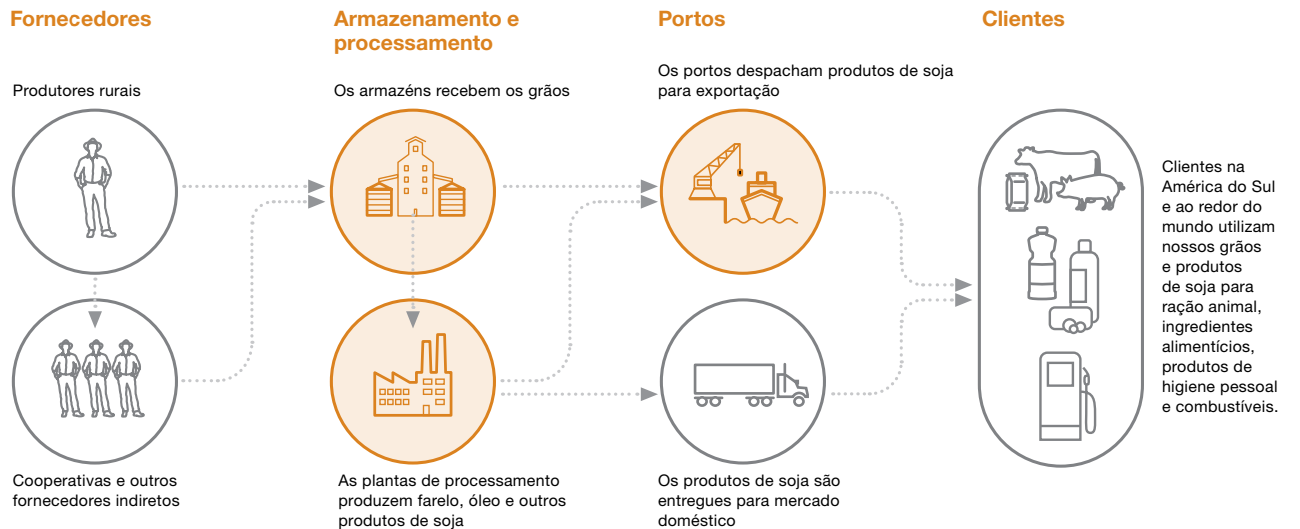 Fornecedores
Produtores rurais
Cooperativas e outros
fornecedores indiretos
Armazenamento e
processamento
Os armazéns recebem os grãos
As plantas de processamento
produzem farelo, óleo e outros
produtos de soja
Portos
Os portos despacham produtos de soja
para exportação
Os produtos de soja são
entregues para mercado
doméstico
Clientes
Clientes na
América do Sul
e ao redor do
mundo utilizam
nossos grãos
e produtos
de soja para
ração animal,
ingredientes
alimentícios,
produtos de
higiene pessoal
e combustíveis.